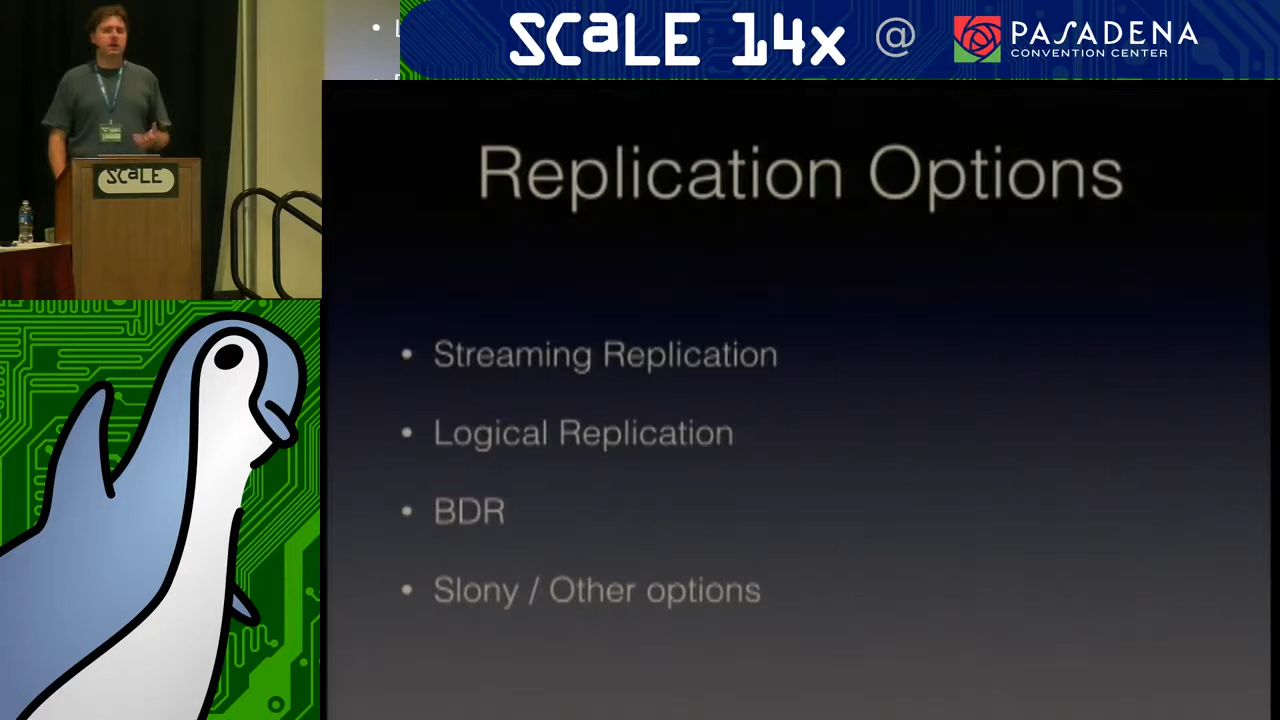 SCALE 14x @ PASADENA
CONVENTION CENTER
SCALE
Replication Options
• Streaming Replication
• Logical Replication
• BDR
• Slony / Other options